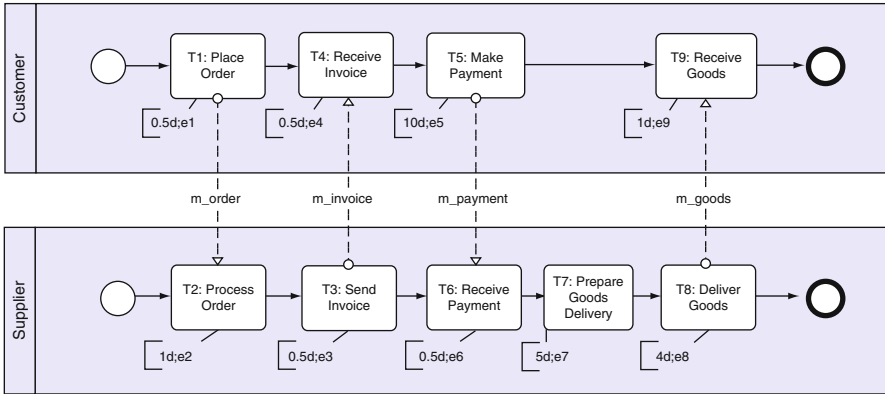 Customer
T1: Place
Order
T4: Receive
Invoice
T5: Make
Payment
T9: Receive
Goods
0.5d;e1
0.5d;e4
10d;e5
1d;e9
m_order
m_invoice
m_payment
m_goods
Supplier
T2: Process
Order
T3: Send
Invoice
T6: Receive
Payment
T7: Prepare
Goods
Delivery
T8: Deliver
Goods
1d;e2
0.5d;e3
0.5d;e6
5d;e7
4d;e8